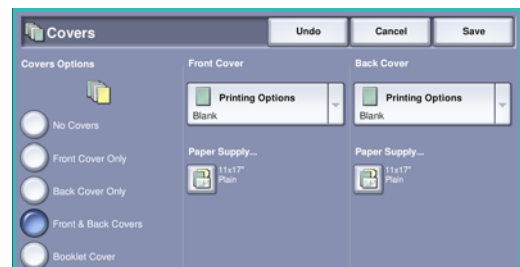 Covers
Undo
Cancel
Save
Covers Options
No Covers
Front Cover Only
Back Cover Only
Front & Back Covers
Booklet Cover
Front Cover
Printing Options
Blank
Paper Supply...
11x17"
Plain
Back Cover
Printing Options
Blank
Paper Supply...
11x17"
Plain